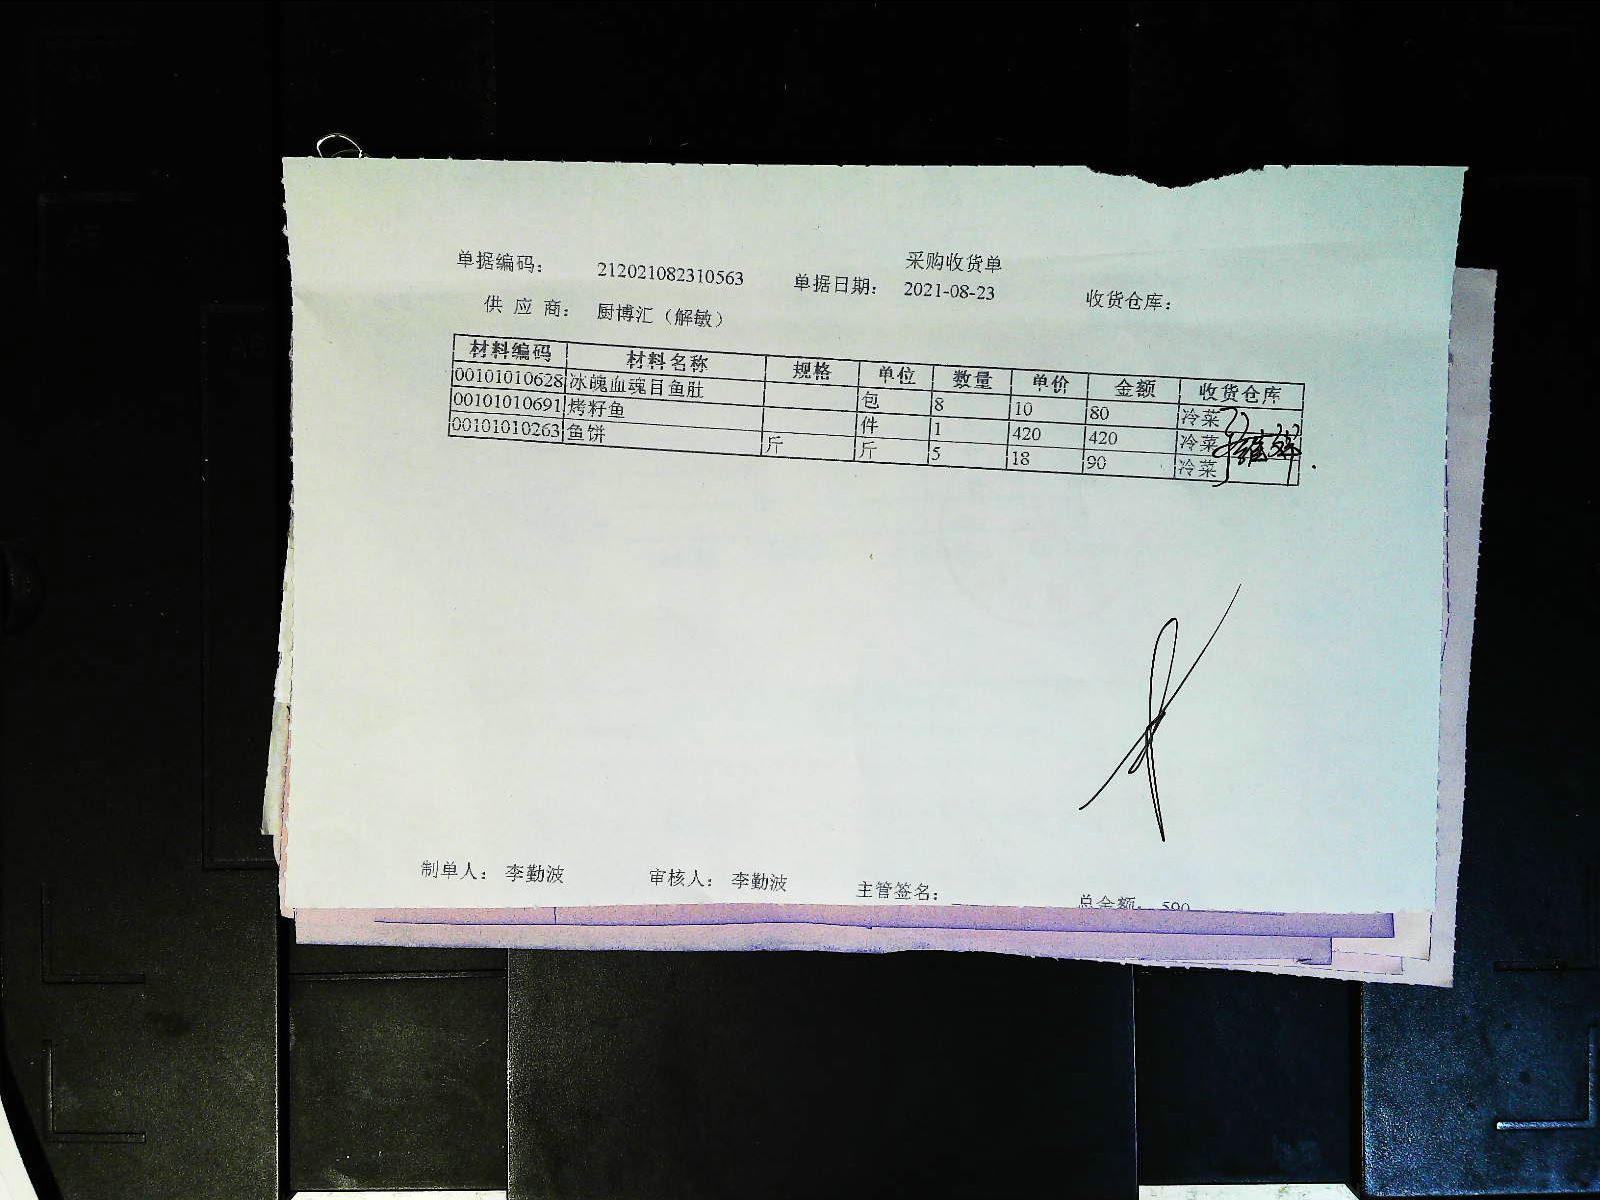 采购收货单
单据编码： 212021082310563 单据日期： 2021-08-23 收货仓库：
供 应 商： 厨博汇（解敏）
材料编码 材料名称 规格 单位 数量 单价 金额 收货仓库
00101010628 冰魄血魂目鱼肚 包 8 10 80 冷菜
00101010691 烤籽鱼 件 1 420 420 冷菜
00101010263 鱼饼 斤 斤 5 18 90 冷菜
制单人： 李勤波 审核人： 李勤波 主管签名： 总金额： 590